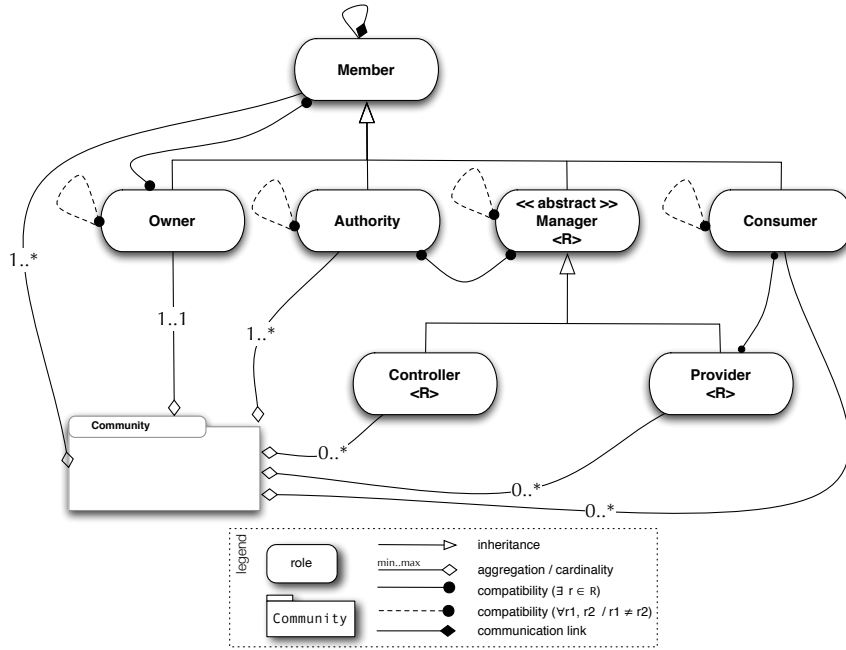 Member
Owner
Authority
<< abstract >>
Manager
<R>
Consumer
1..*
1..1
1..*
Controller
<R>
Provider
<R>
Community
0..*
0..*
0..*
legend
role
Community
inheritance
min..max
aggregation / cardinality
compatibility (∃ r ∈ R)
compatibility (∀r1, r2 / r1 ≠ r2)
communication link